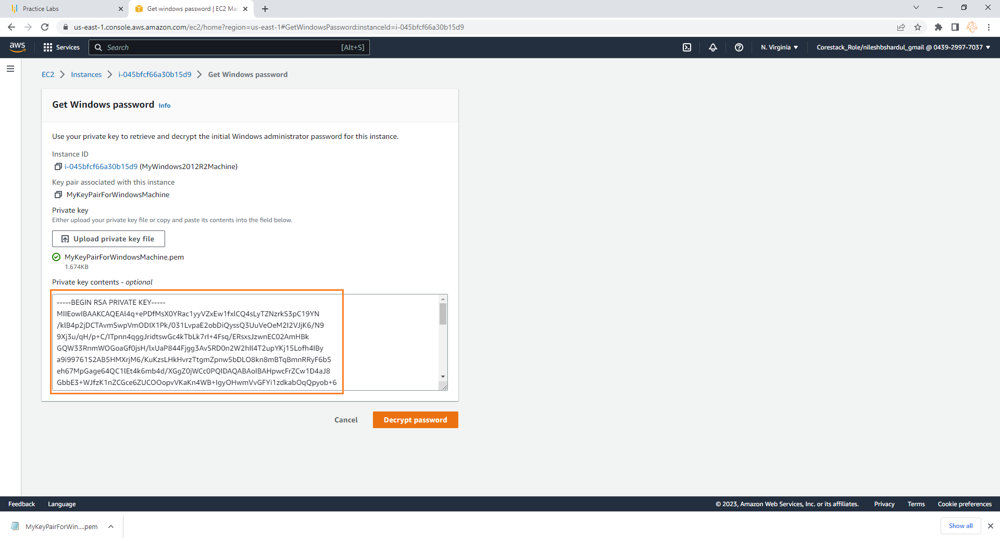 Practice Labs
Get windows password | EC2 Mar
us-east-1.console.aws.amazon.com/ec2/home?region=us-east-1#GetWindowsPassword:instanceId=i-045bfcf66a30b15d9
aws
Services
Search
[Alt+S]
N. Virginia
Corestack_Role/nileshbshardul_gmail @ 0439-2997-7037
EC2
Instances
i-045bfcf66a30b15d9
Get Windows password
Get Windows password Info
Use your private key to retrieve and decrypt the initial Windows administrator password for this instance.
Instance ID
i-045bfcf66a30b15d9 (MyWindows2012R2Machine)
Key pair associated with this instance
MyKeyPairForWindowsMachine
Private key
Either upload your private key file or copy and paste its contents into the field below.
Upload private key file
MyKeyPairForWindowsMachine.pem
1.674KB
Private key contents - optional
-----BEGIN RSA PRIVATE KEY-----
MIIEowIBAAKCAQEAl4q+ePDfMsX0YRac1yyVZxEw1fxlCQ4sLyTZNzrkS3pC19YN
/klB4p2jDCTAvmSwpVmODIX1Pk/031LvpaE2obDiQyssQ3UuVeOeM2I2VJjK6/N9
9Xj3u/qH/p+C/ITpnn4qggJridtswGc4kTbLk7rI+4Fsq/ERsxsJzwnEC02AmHBk
GQW33RnmWOGoaGf0jsH/lxUaP844Fjgg3AvSRD0n2W2hIl4T2upYKj15Lofh4IBy
a9i99761S2AB5HMXrjM6/KuKzsLHkHvrzTtgmZpnw5bDLO8kn8mBTqBmnRRyF6b5
eh67MpGage64QC1lEt4k6mb4d/XGgZ0jWCc0PQIDAQABAoIBAHpwcFrZCw1D4aJ8
GbbE3+WJfzK1nZCGce6ZUCOOopvVKaKn4WB+IgyOHwmVvGFYi1zdkabOqQpyob+6
Cancel
Decrypt password
Feedback
Language
© 2023, Amazon Web Services, Inc. or its affiliates.
Privacy
Terms
Cookie preferences
MyKeyPairForWin....pem
Show all